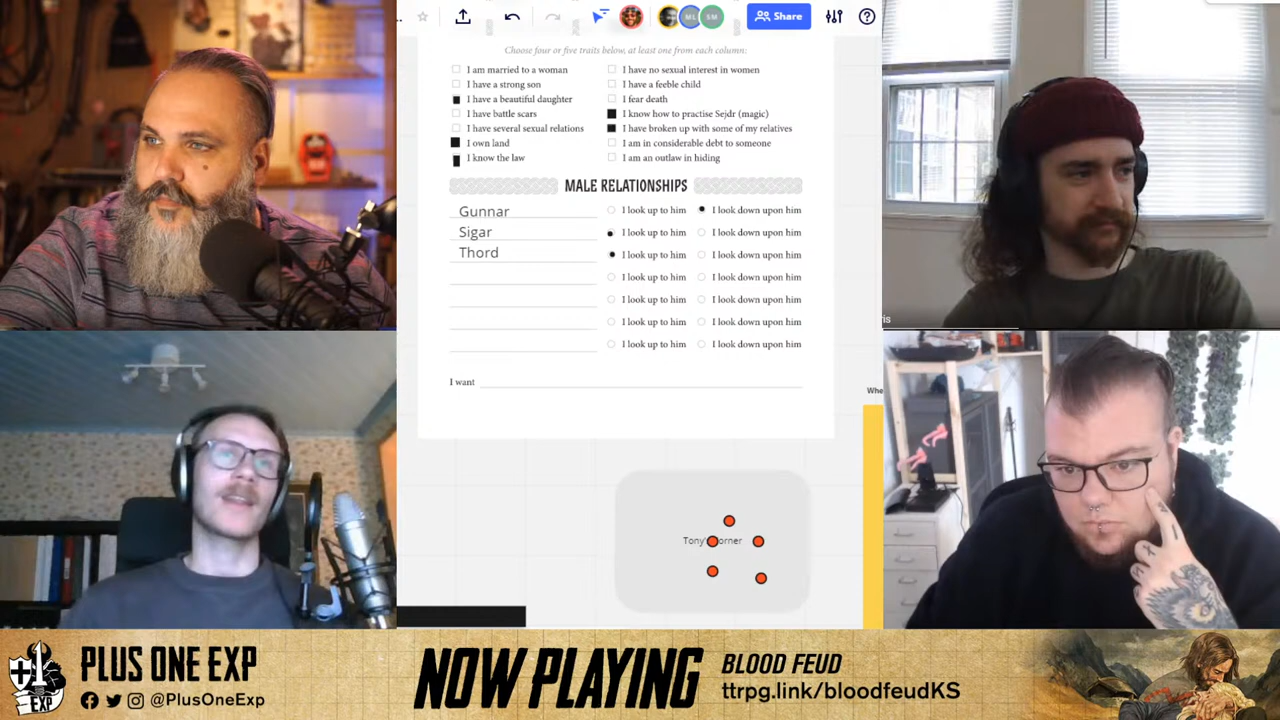 ML
SM
Share
Choose four or five traits below, at least one from each column:
I am married to a woman
I have a strong son
I have a beautiful daughter
I have battle scars
I have several sexual relations
I own land
I know the law
I have no sexual interest in women
I have a feeble child
I fear death
I know how to practise Sejdr (magic)
I have broken up with some of my relatives
I am in considerable debt to someone
I am an outlaw in hiding
MALE RELATIONSHIPS
Gunnar I look up to him I look down upon him
Sigar I look up to him I look down upon him
Thord I look up to him I look down upon him
I look up to him I look down upon him
I look up to him I look down upon him
I look up to him I look down upon him
I look up to him I look down upon him
I want
is
Whe
EXP
PLUS ONE EXP
@PlusOneExp
NOW PLAYING
BLOOD FEUD
ttrpg.link/bloodfeudKS